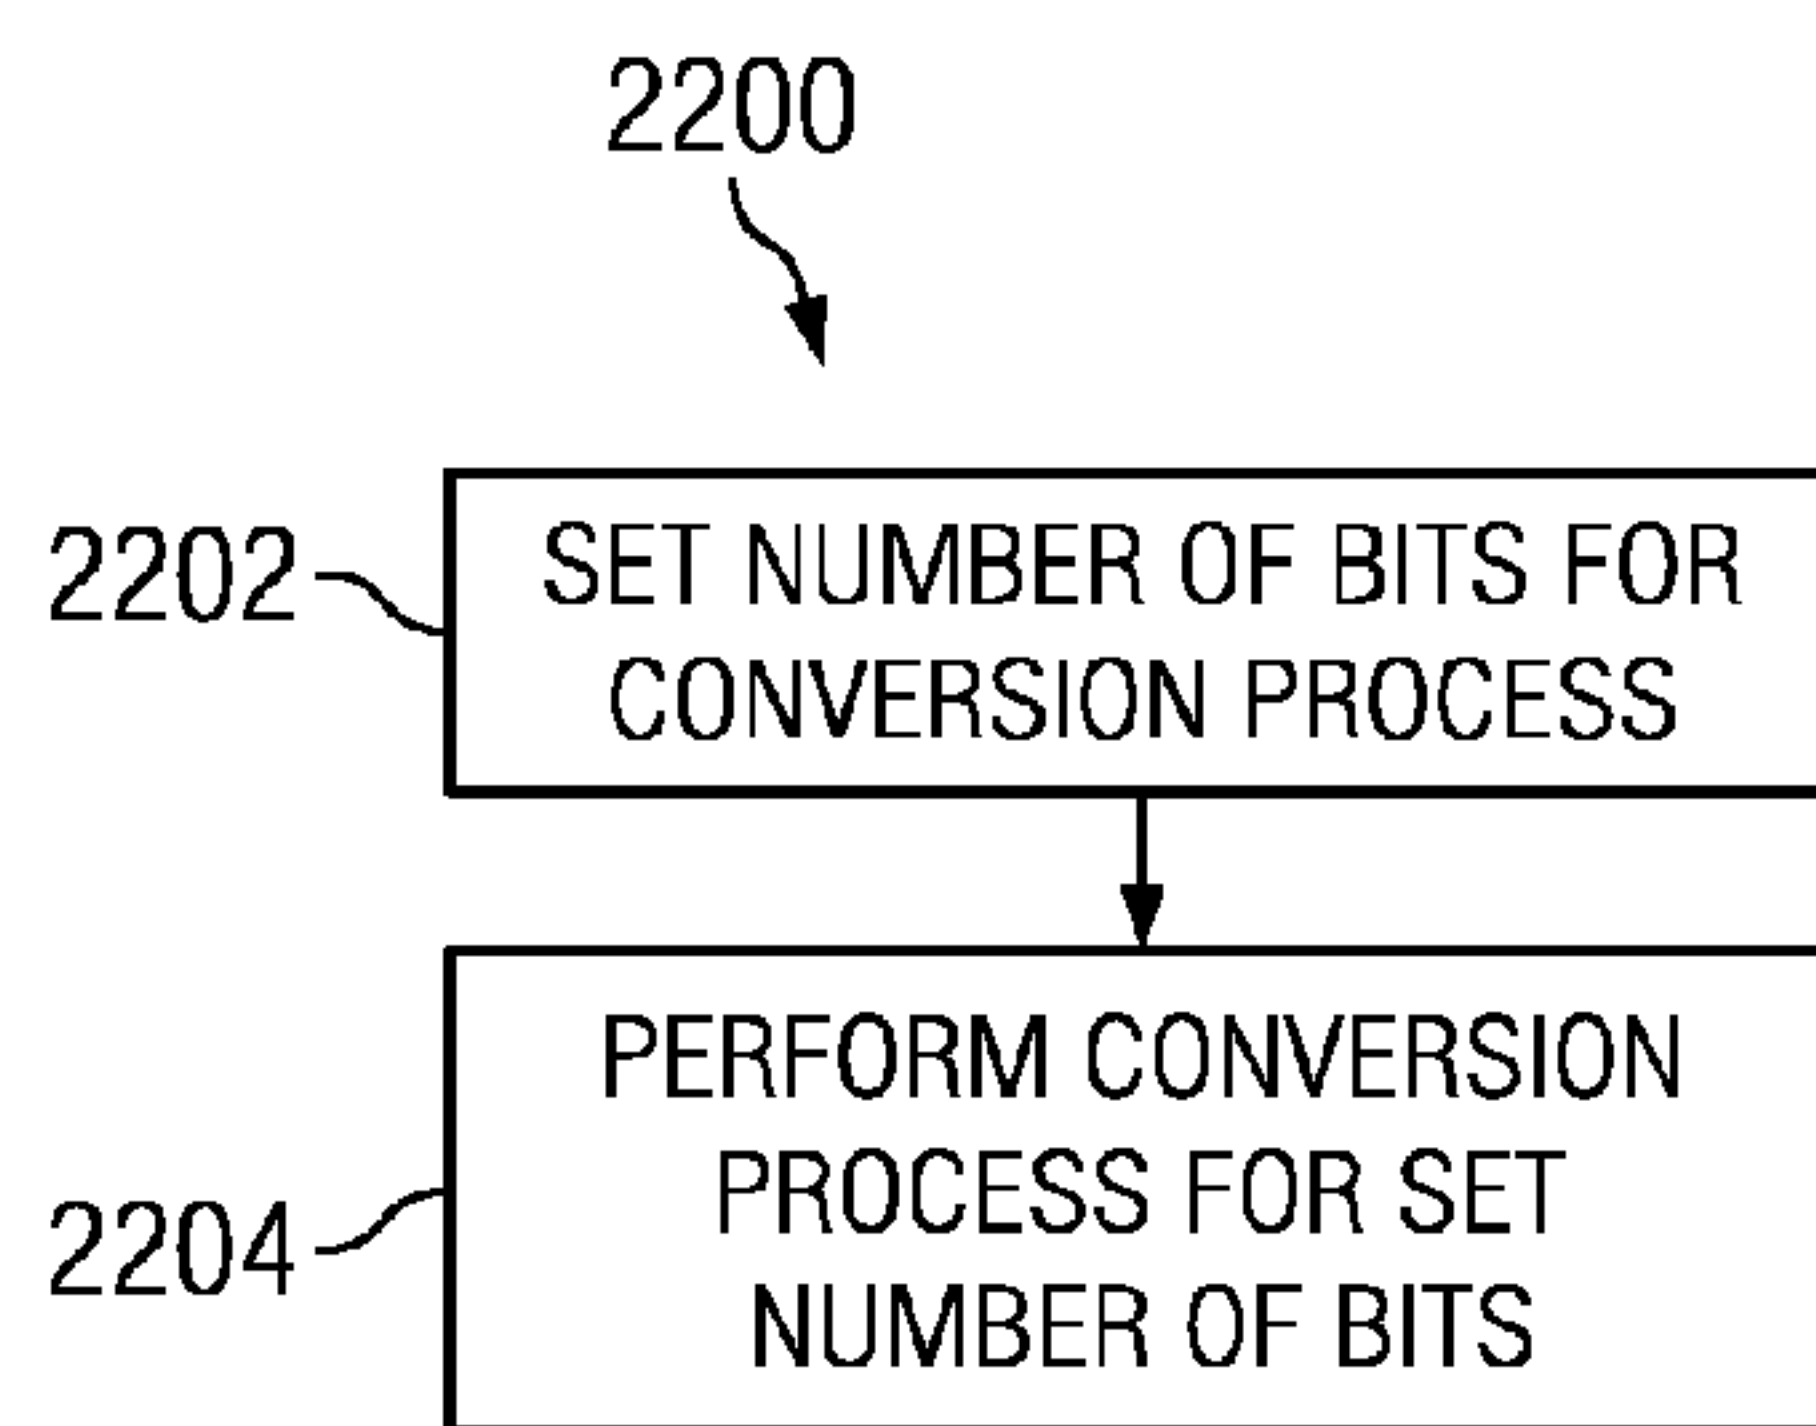 2200
2202
SET NUMBER OF BITS FOR
CONVERSION PROCESS
2204
PERFORM CONVERSION
PROCESS FOR SET
NUMBER OF BITS